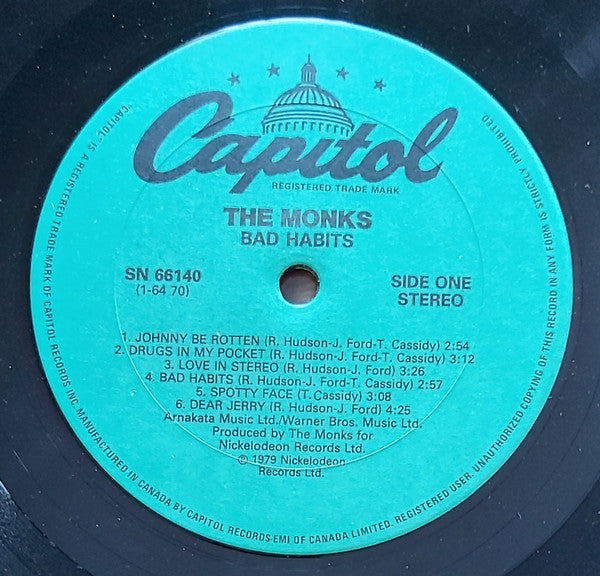 Capitol
REGISTERED TRADE MARK
THE MONKS
BAD HABITS
SN 66140
(1-64 70)
SIDE ONE
STEREO
1. JOHNNY BE ROTTEN (R. Hudson-J. Ford-T. Cassidy) 2:54
2. DRUGS IN MY POCKET (R. Hudson-J. Ford-T. Cassidy) 3:12
3. LOVE IN STEREO (R. Hudson-J. Ford) 3:26
4. BAD HABITS (R. Hudson-J. Ford-T. Cassidy) 2:57
5. SPOTTY FACE (T. Cassidy) 3:08
6. DEAR JERRY (R. Hudson-J. Ford) 4:25
Arnakata Music Ltd./Warner Bros. Music Ltd.
Produced by The Monks for
Nickelodeon Records Ltd.
℗ 1979 Nickelodeon
Records Ltd.
"CAPITOL" IS A REGISTERED TRADE MARK OF CAPITOL RECORDS INC. MANUFACTURED IN CANADA BY CAPITOL RECORDS-EMI OF CANADA LIMITED. REGISTERED USER. UNAUTHORIZED COPYING OF THIS RECORD IN ANY FORM IS STRICTLY PROHIBITED